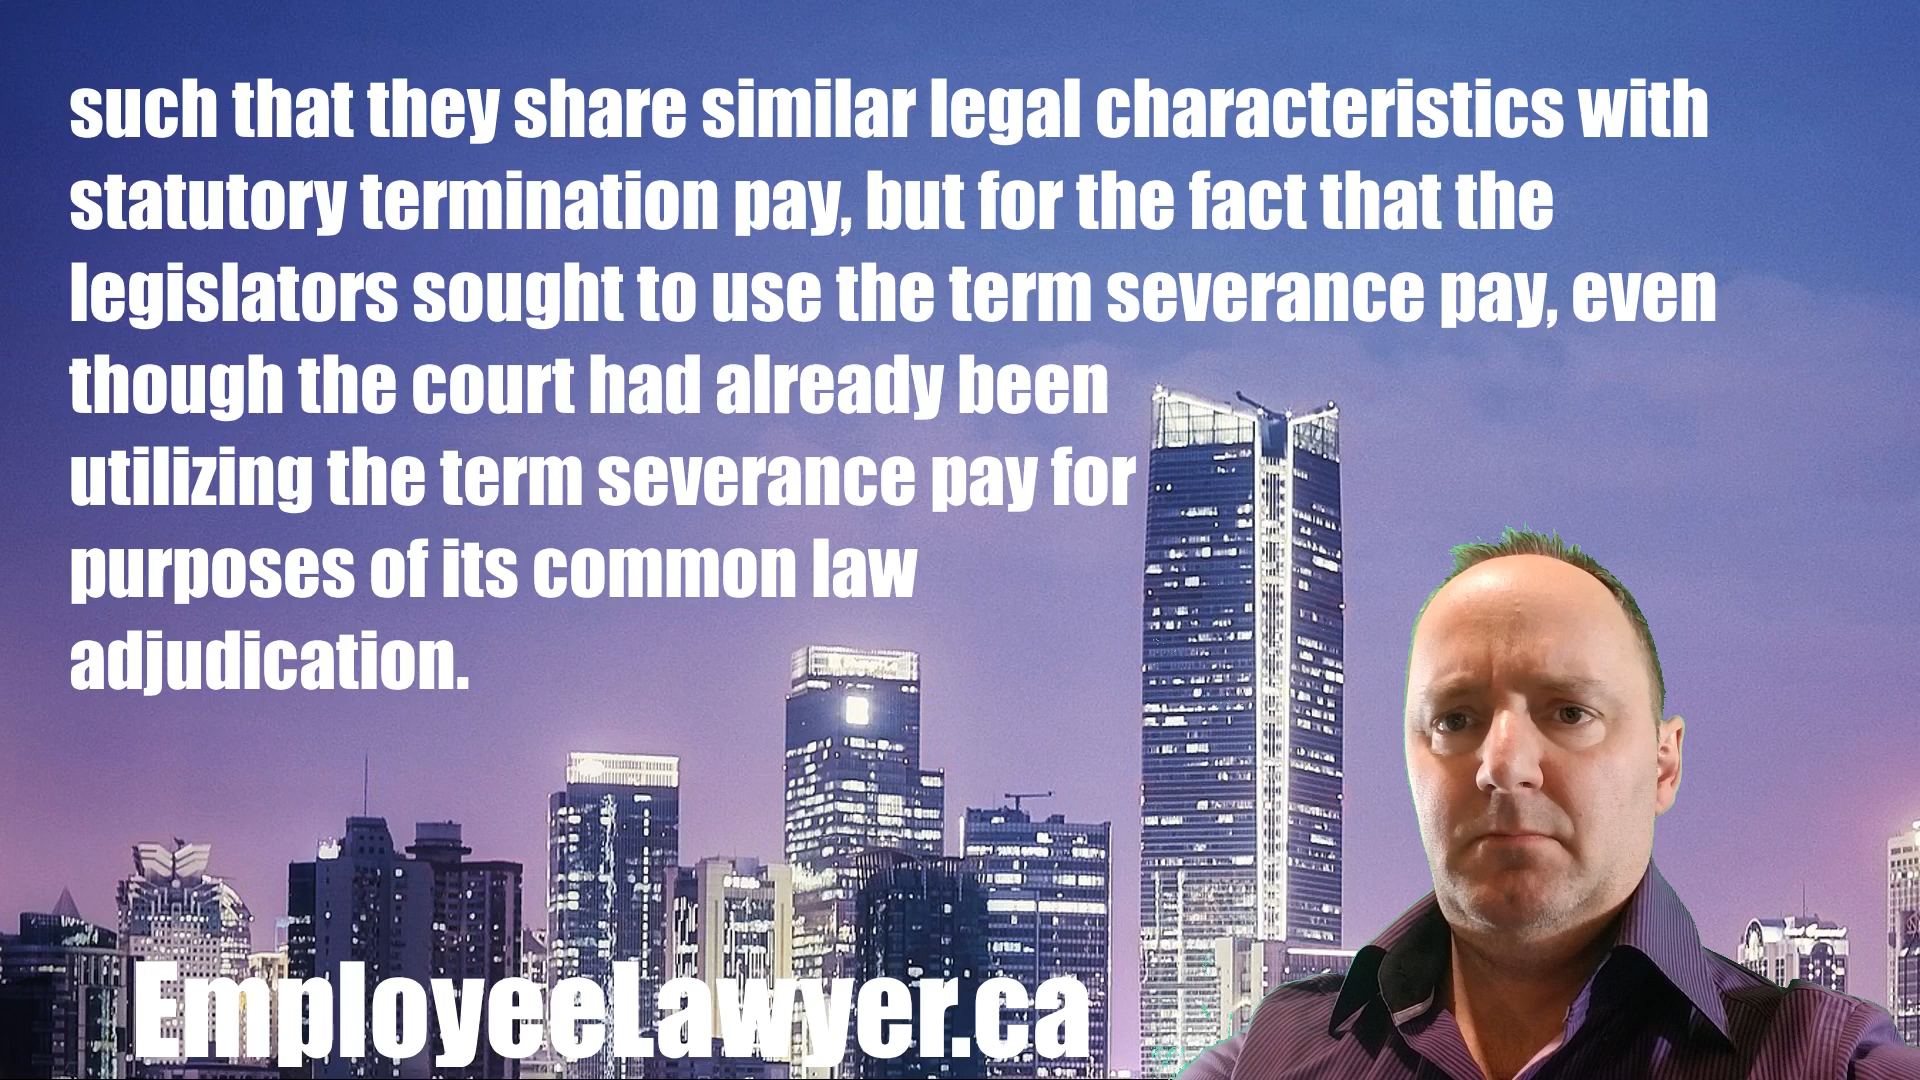 such that they share similar legal characteristics with
statutory termination pay, but for the fact that the
legislators sought to use the term severance pay, even
though the court had already been
utilizing the term severance pay for
purposes of its common law
adjudication.
EmployeeLawyer.ca